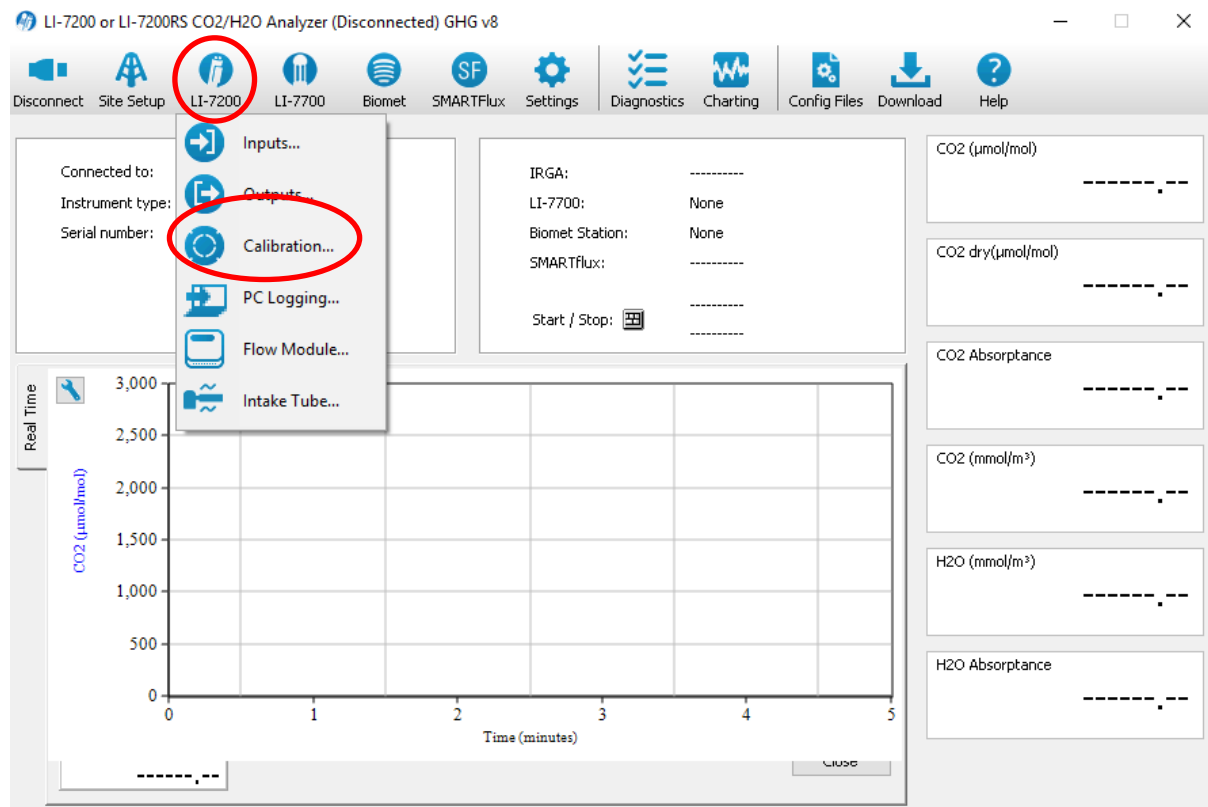 LI-7200 or LI-7200RS CO2/H2O Analyzer (Disconnected) GHG v8
Disconnect Site Setup LI-7200 LI-7700 Biomet SMARTFlux Settings Diagnostics Charting Config Files Download Help
SF
?
Inputs...
Outputs...
Calibration...
PC Logging...
Flow Module...
Intake Tube...
Connected to:
Instrument type:
Serial number:
IRGA: ----------
LI-7700: None
Biomet Station: None
SMARTflux: ----------
----------
Start / Stop:
----------
CO2 (µmol/mol)
------.--
CO2 dry(µmol/mol)
------.--
CO2 Absorptance
------.--
CO2 (mmol/m³)
------.--
H2O (mmol/m³)
------.--
H2O Absorptance
------.--
Real Time
CO2 (µmol/mol)
3,000
2,500
2,000
1,500
1,000
500
0
0 1 2 3 4 5
Time (minutes)
------.--
Close